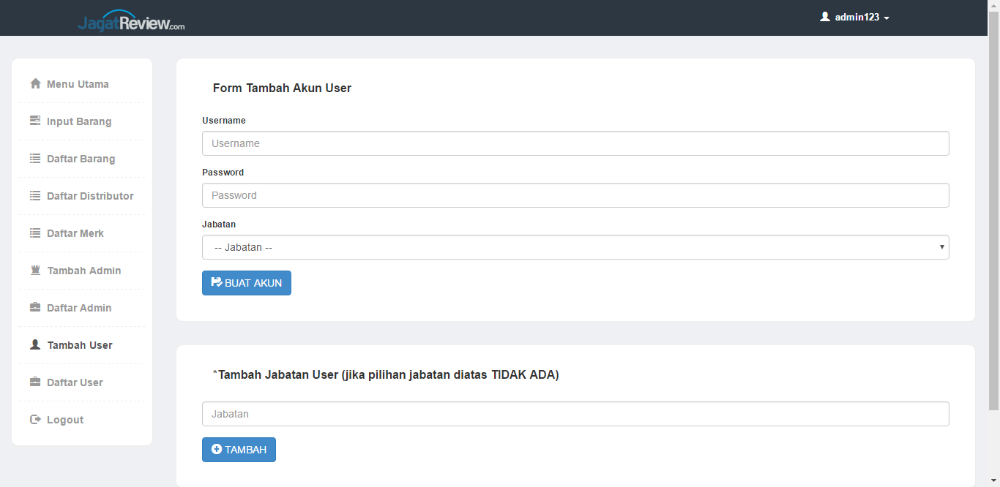 JagatReview.com
admin123
Menu Utama
Input Barang
Daftar Barang
Daftar Distributor
Daftar Merk
Tambah Admin
Daftar Admin
Tambah User
Daftar User
Logout
Form Tambah Akun User
Username
Username
Password
Password
Jabatan
-- Jabatan --
BUAT AKUN
*Tambah Jabatan User (jika pilihan jabatan diatas TIDAK ADA)
Jabatan
TAMBAH